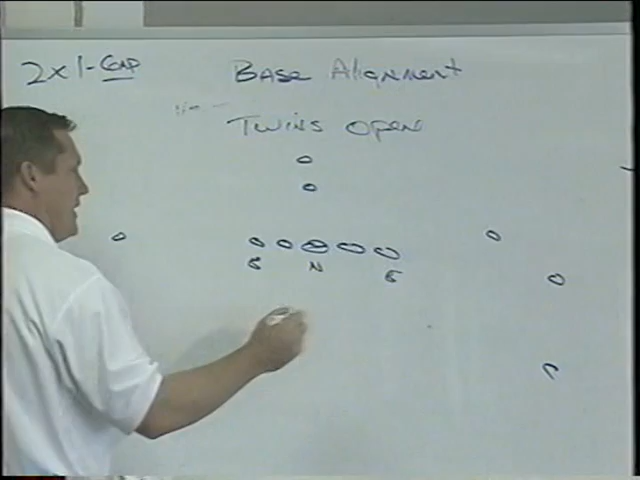 2x1-Cap
Base Alignment
Twins open
N
E
C